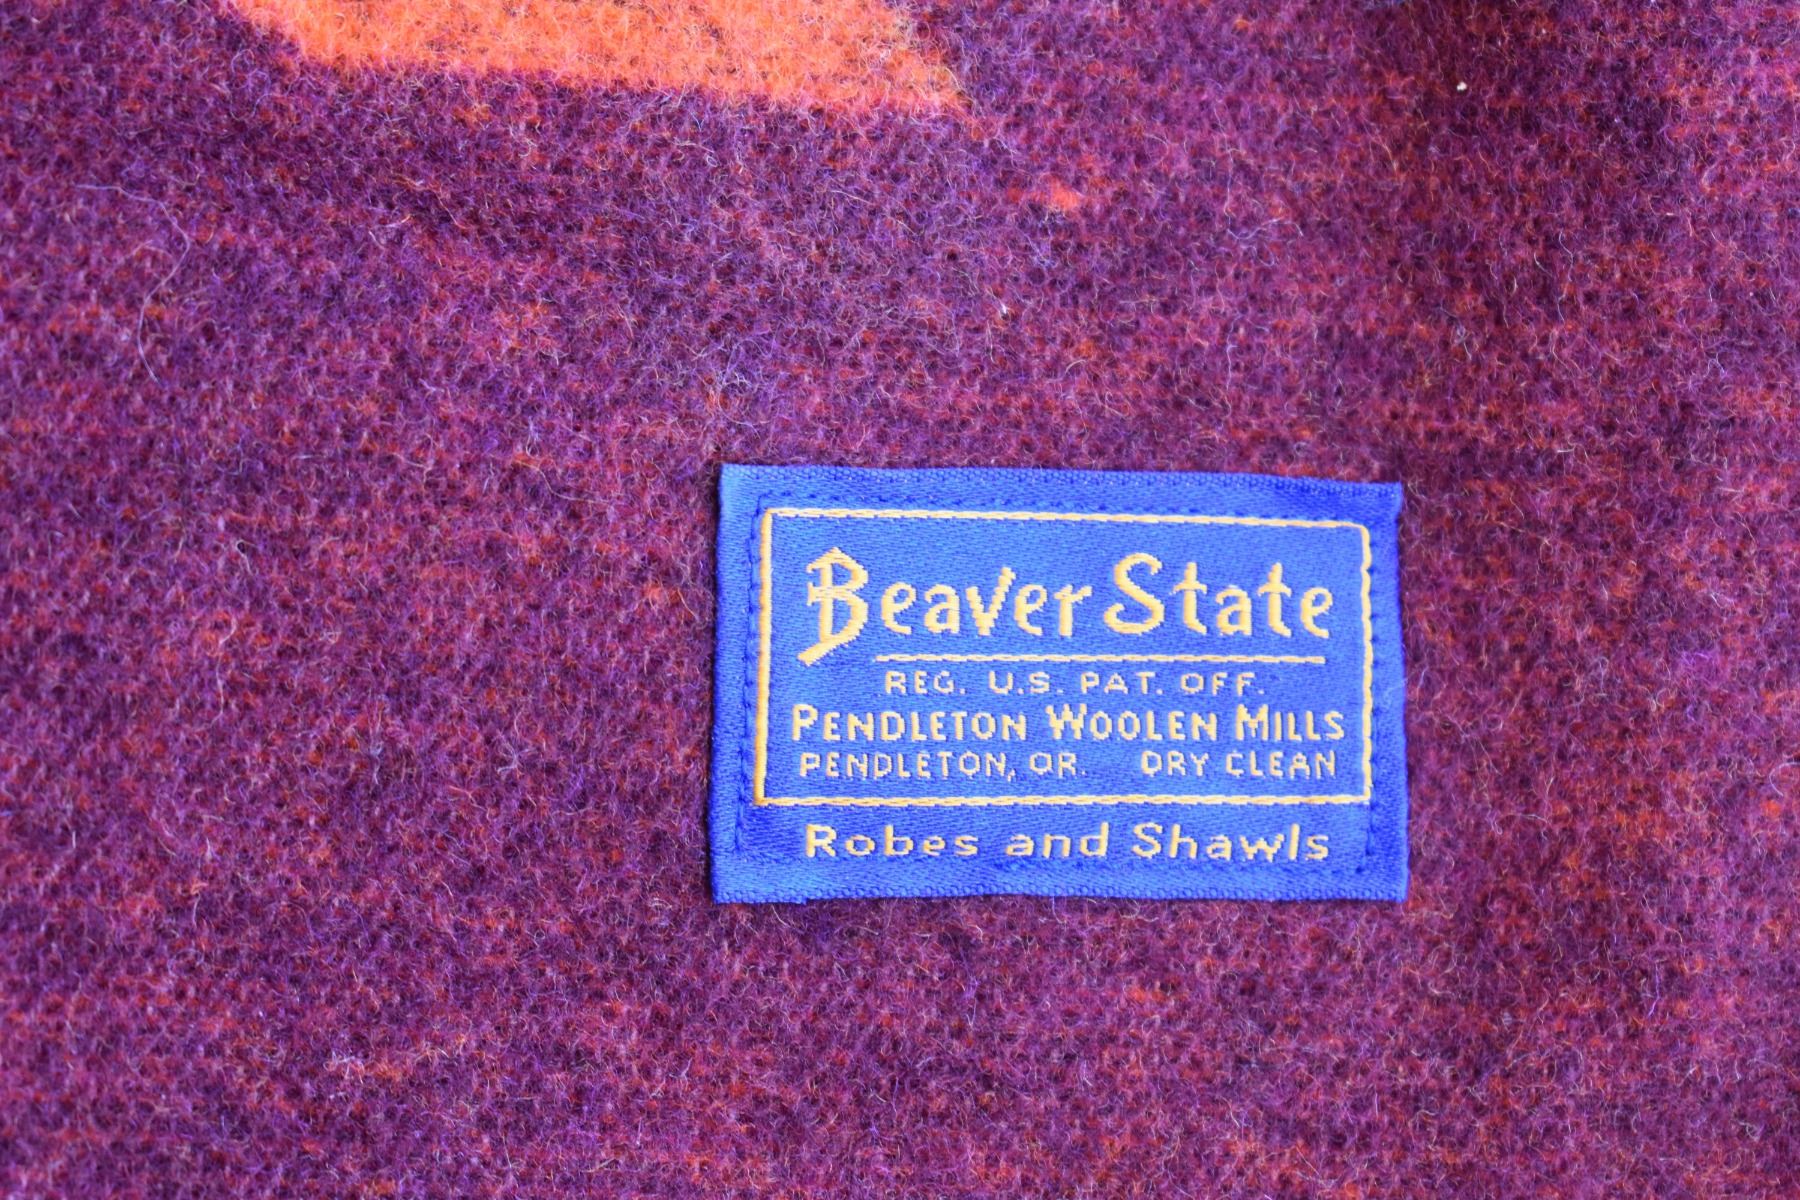 Beaver State
REG. U.S. PAT. OFF.
PENDLETON WOOLEN MILLS
PENDLETON, OR. DRY CLEAN
Robes and Shawls